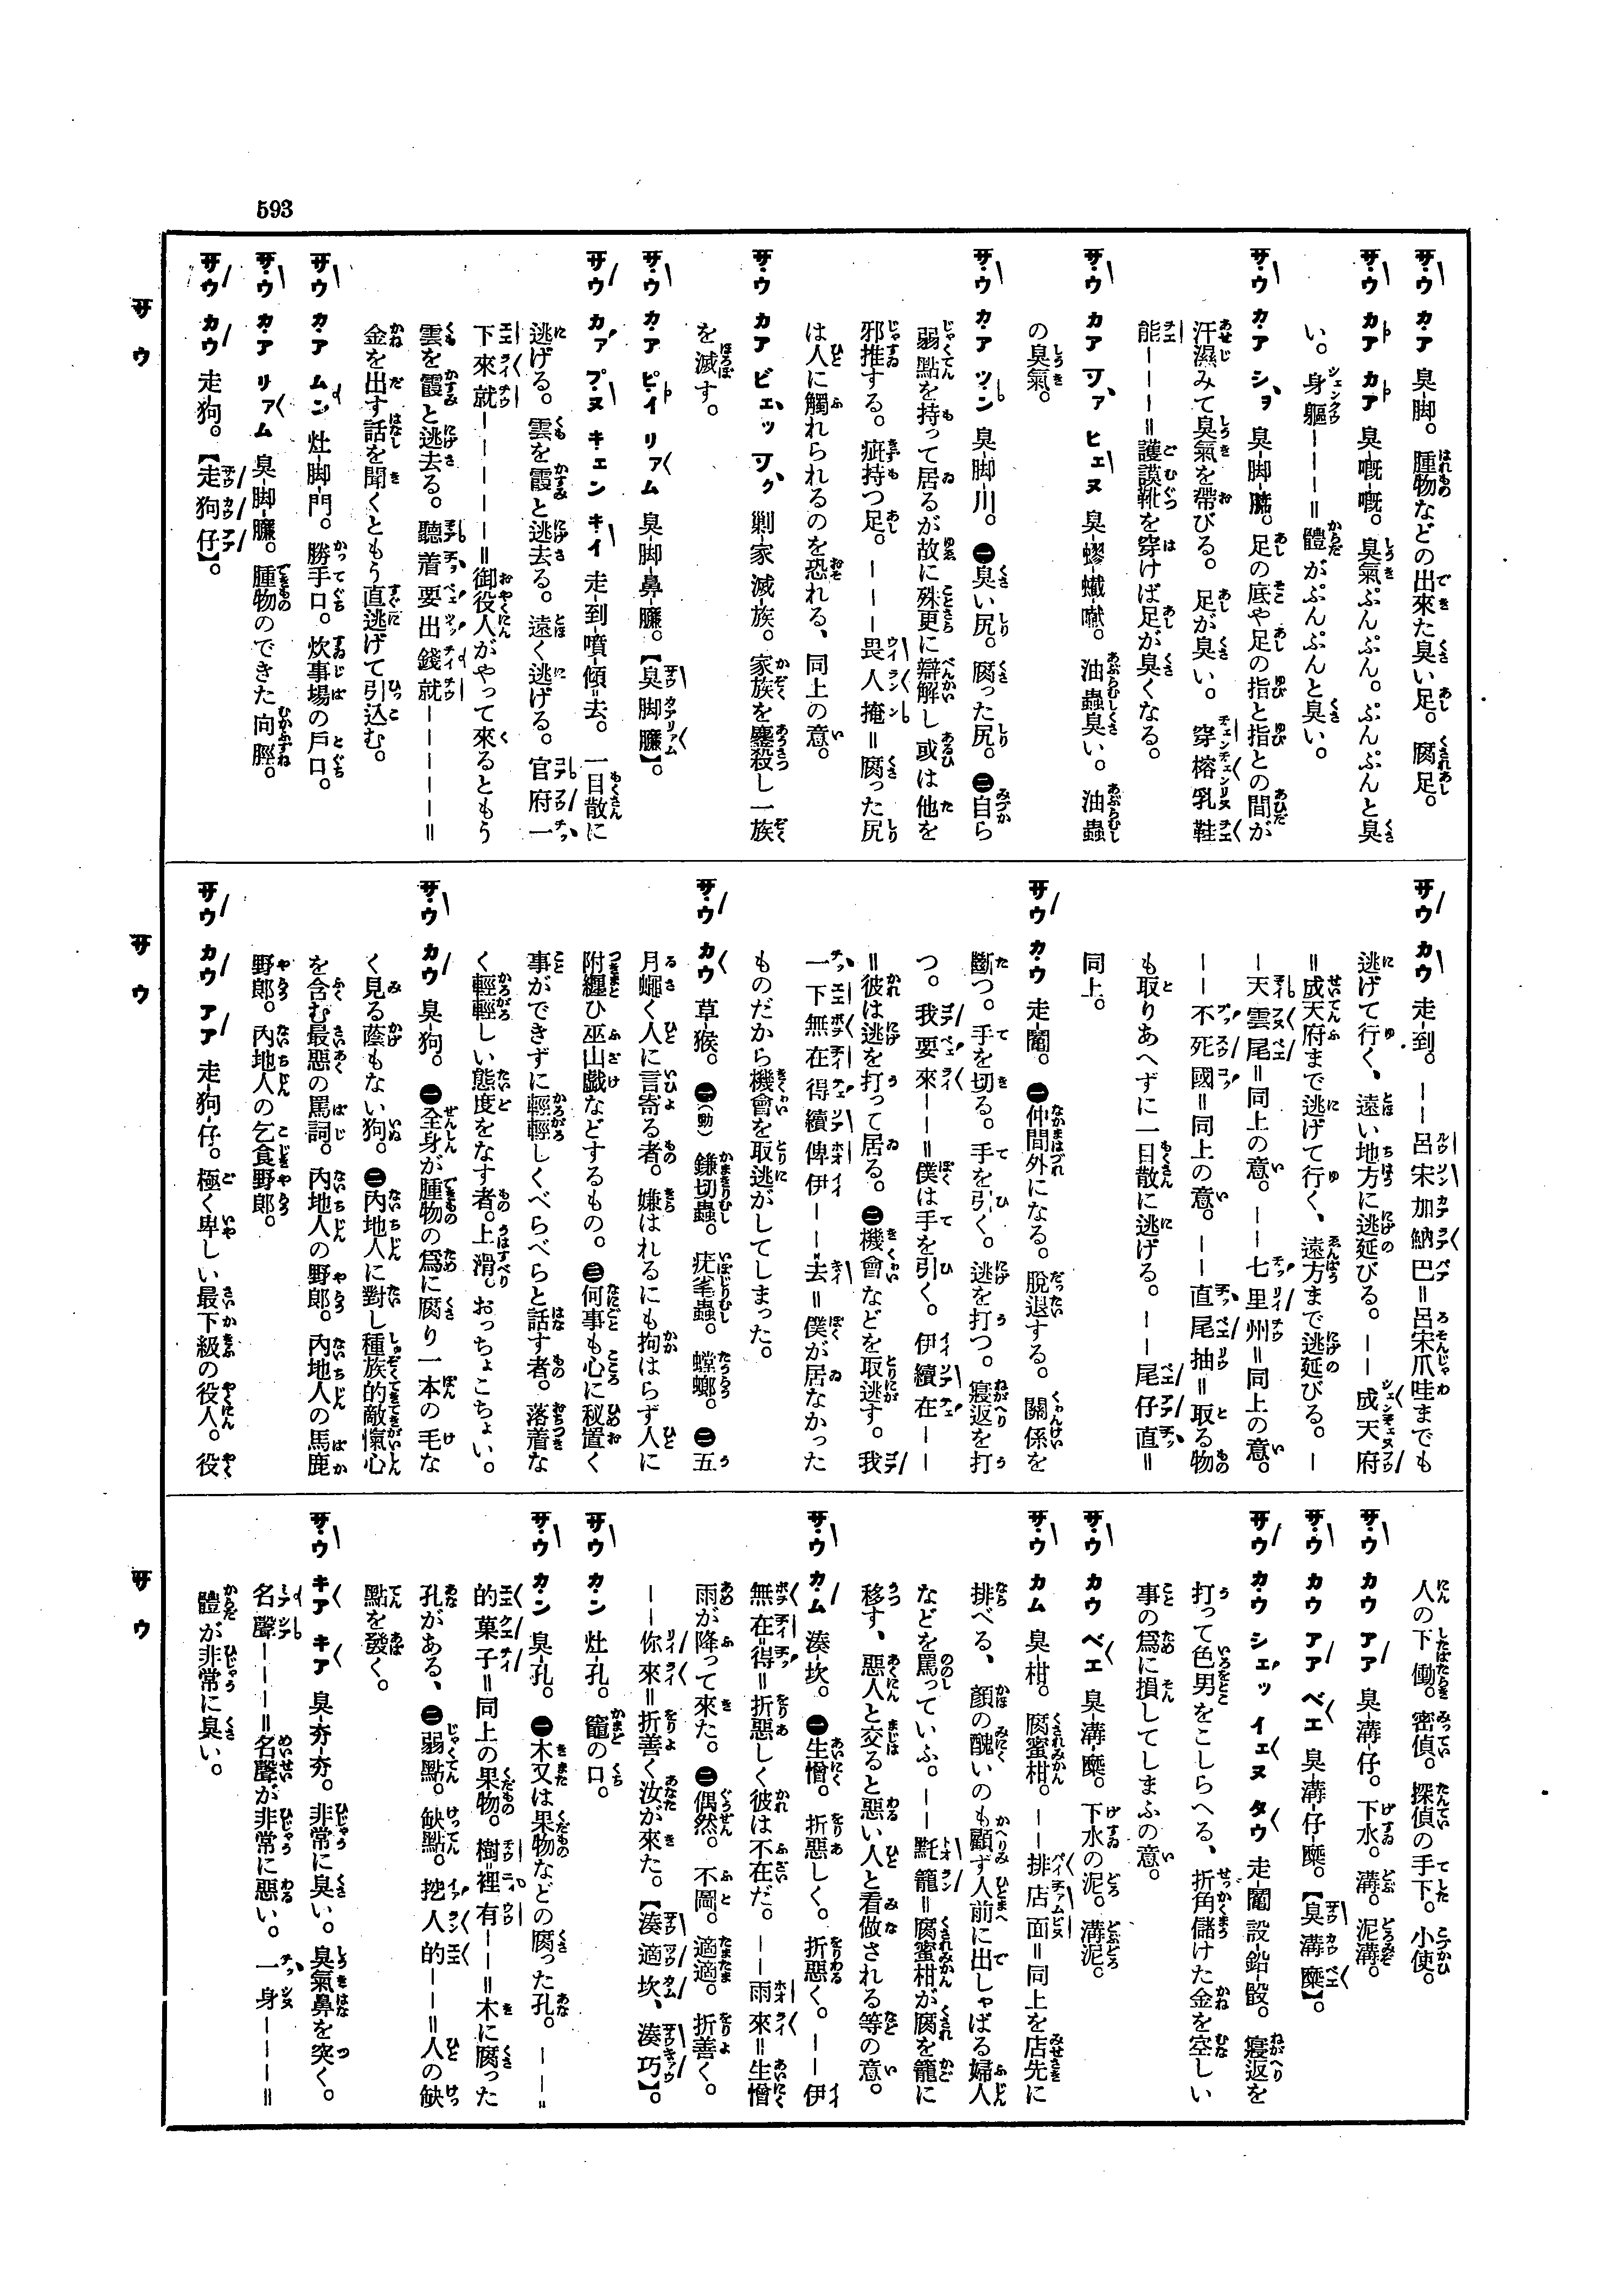 593
サウ カア 臭-脚。腫物などの出來た臭い足。腐足。
サウ カア カア 臭-嘅-嘅。臭氣ぷんぷん。ぷんぷんと臭
い。身軀－－－＝體がぷんぷんと臭い。
サウ カア シヨ 臭-脚-臊。足の底や足の指と指との間が
汗濕みて臭氣を帶びる。足が臭い。穿榕乳鞋
能－－－＝護謨靴を穿けば足が臭くなる。
油蟲臭い。油蟲
の臭氣。
サウ カア ツン 臭-脚-川。㊀臭い尻。腐った尻。㊁自ら
弱點を持って居るが故に殊更に辯解し或は他を
邪推する。疵持つ足。－－－畏人掩＝腐った尻
は人に觸れられるのを恐れる、同上の意。
剿家滅-族。家族を鏖殺し一族
を滅す。
サウ カア ピイ リァム 臭-脚-鼻-臁。【臭脚臁】。
サウ カァ プヌ キェン キイ 走-到-噴-傾=去。一目散に
逃げる。雲を霞と逃去る。遠く逃げる。官府一
下來就－－－－－＝御役人がやって來るともう
雲を霞と逃去る。聽着要出錢就－－－－－＝
金を出す話を聞くともう直逃げて引込む。
サウ カア ムン 灶-脚-門。勝手口。炊事場の戶口。
サウ カア リァム 臭-脚-臁。腫物のできた向脛。
サウ カウ 走-狗。【走狗仔】。
サウ カウ 走-到。－－呂宋加納巴＝呂宋爪哇までも
逃げて行く、遠い地方に逃延びる。－－成天府
＝成天府まで逃げて行く、遠方まで逃延びる。－
－天雲尾＝同上の意。－－七里州＝同上の意。
－－不死國＝同上の意。－－直尾抽＝取る物
も取りあへずに一目散に逃げる。－－尾仔直＝
同上。
サウ カウ 走-鬮。㊀仲間外になる。脫退する。關係を
斷つ。手を切る。手を引く。逃を打つ。寢返を打
つ。我要來－－＝僕は手を引く。伊續在－－
＝彼は逃を打って居る。㊁機會などを取逃す。我
一下無在得續俾伊－－=去＝僕が居なかった
ものだから機會を取逃がしてしまった。
サウ カウ 草-猴。㊀(動)鎌切蟲。疣毟蟲。螳螂。㊁五
月蠅く人に言寄る者。嫌はれるにも拘はらず人に
附纏ひ巫山戲などするもの。㊂何事も心に祕置く
事ができずに輕輕しくべらべらと話す者。落着な
く輕輕しい態度をなす者。上滑。おっちょこちょい。
サウ カウ 臭-狗。㊀全身が腫物の爲に腐り一本の毛な
く見る蔭もない狗。㊁內地人に對し種族的敵愾心
を含む最惡の罵詞。內地人の野郎。內地人の馬鹿
野郎。內地人の乞食野郎。
サウ カウ アア 走-狗-仔。極く卑しい最下級の役人。役
人の下働。密偵。探偵の手下。小使。
サウ カウ アア 臭-溝-仔。下水。溝。泥溝。
サウ カウ アア ベエ 臭-溝-仔-糜。【臭溝糜】。
サウ カウ シェッ イェヌ タウ 走-鬮 設-鉛-骰。寢返を
打って色男をこしらへる、折角儲けた金を空しい
事の爲に損してしまふの意。
サウ カウ ベエ 臭-溝-糜。下水の泥。溝泥。
サウ カム 臭-柑。腐蜜柑。－－排店面＝同上を店先に
排べる、顏の醜いのも顧ず人前に出しゃばる婦人
などを罵っていふ。－－黈籠＝腐蜜柑が腐を籠に
移す、惡人と交ると惡い人と看做される等の意。
サウ カム 湊-坎。㊀生憎。折惡しく。折惡く。－－伊
無在=得＝折惡しく彼は不在だ。－－雨來＝生憎
雨が降って來た。㊁偶然。不圖。適適。折善く。
－－你來＝折善く汝が來た。【湊適坎、湊巧】。
サウ カン 灶-孔。竈の口。
サウ カン 臭-孔。㊀木又は果物などの腐った孔。－－=
的菓子＝同上の果物。樹=裡有－－＝木に腐った
孔がある、㊁弱點。缺點。挖人的－－＝人の缺
點を發く。
サウ キア キア 臭-夯-夯。非常に臭い。臭氣鼻を突く。
名聲－－－＝名聲が非常に惡い。一身－－－＝
體が非常に臭い。
サウ
サウ
サウ